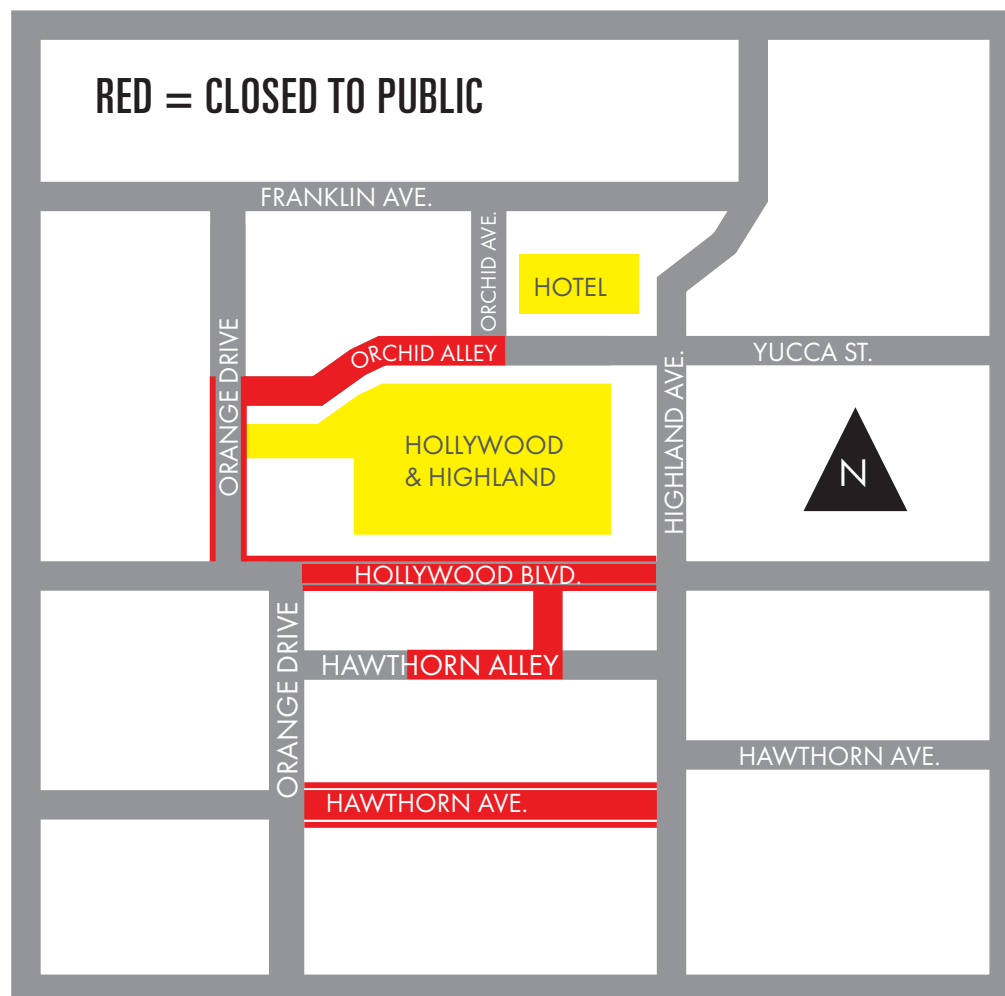 RED = CLOSED TO PUBLIC
FRANKLIN AVE.
ORCHID AVE.
HOTEL
ORANGE DRIVE
ORCHID ALLEY
YUCCA ST.
HIGHLAND AVE.
HOLLYWOOD
& HIGHLAND
N
HOLLYWOOD BLVD.
ORANGE DRIVE
HAWTHORN ALLEY
HAWTHORN AVE.
HAWTHORN AVE.